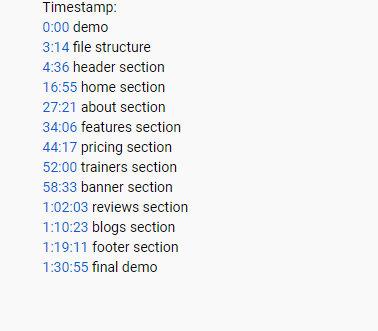 Timestamp:
0:00 demo
3:14 file structure
4:36 header section
16:55 home section
27:21 about section
34:06 features section
44:17 pricing section
52:00 trainers section
58:33 banner section
1:02:03 reviews section
1:10:23 blogs section
1:19:11 footer section
1:30:55 final demo